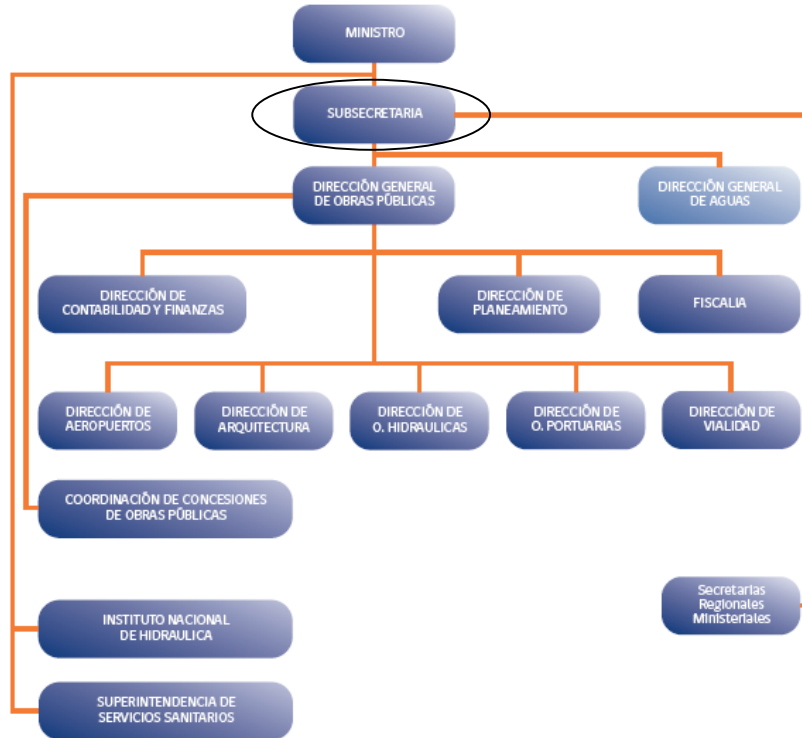 MINISTRO
SUBSECRETARIA
DIRECCIÓN GENERAL
DE OBRAS PÚBLICAS
DIRECCIÓN GENERAL
DE AGUAS
DIRECCIÓN DE
CONTABILIDAD Y FINANZAS
DIRECCIÓN DE
PLANEAMIENTO
FISCALIA
DIRECCIÓN DE
AEROPUERTOS
DIRECCIÓN DE
ARQUITECTURA
DIRECCIÓN DE
O. HIDRAULICAS
DIRECCIÓN DE
O. PORTUARIAS
DIRECCIÓN DE
VIALIDAD
COORDINACIÓN DE CONCESIONES
DE OBRAS PÚBLICAS
Secretarias
Regionales
Ministeriales
INSTITUTO NACIONAL
DE HIDRAULICA
SUPERINTENDENCIA DE
SERVICIOS SANITARIOS